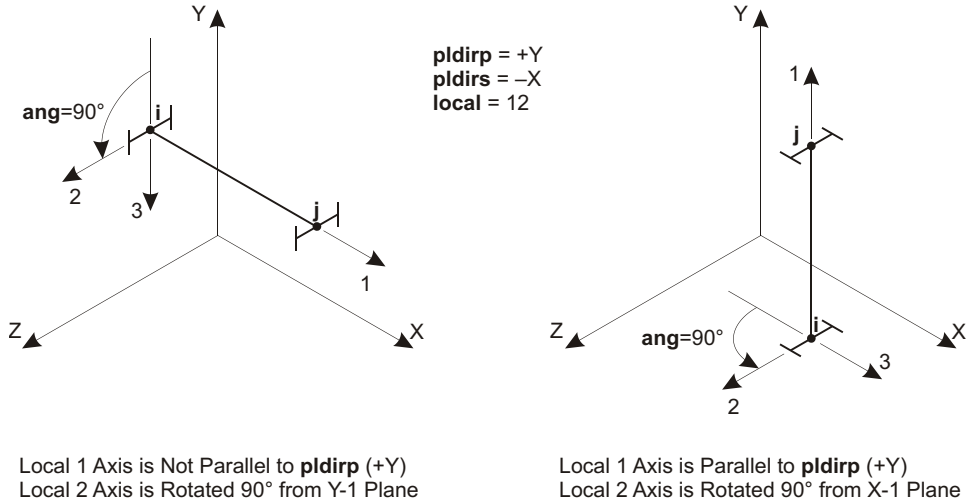 Y
ang=90°
i
2
3
j
1
Z
X
pldirp = +Y
pldirs = –X
local = 12
Y
1
j
i
ang=90°
3
2
Z
X
Local 1 Axis is Not Parallel to pldirp (+Y)
Local 2 Axis is Rotated 90° from Y-1 Plane
Local 1 Axis is Parallel to pldirp (+Y)
Local 2 Axis is Rotated 90° from X-1 Plane